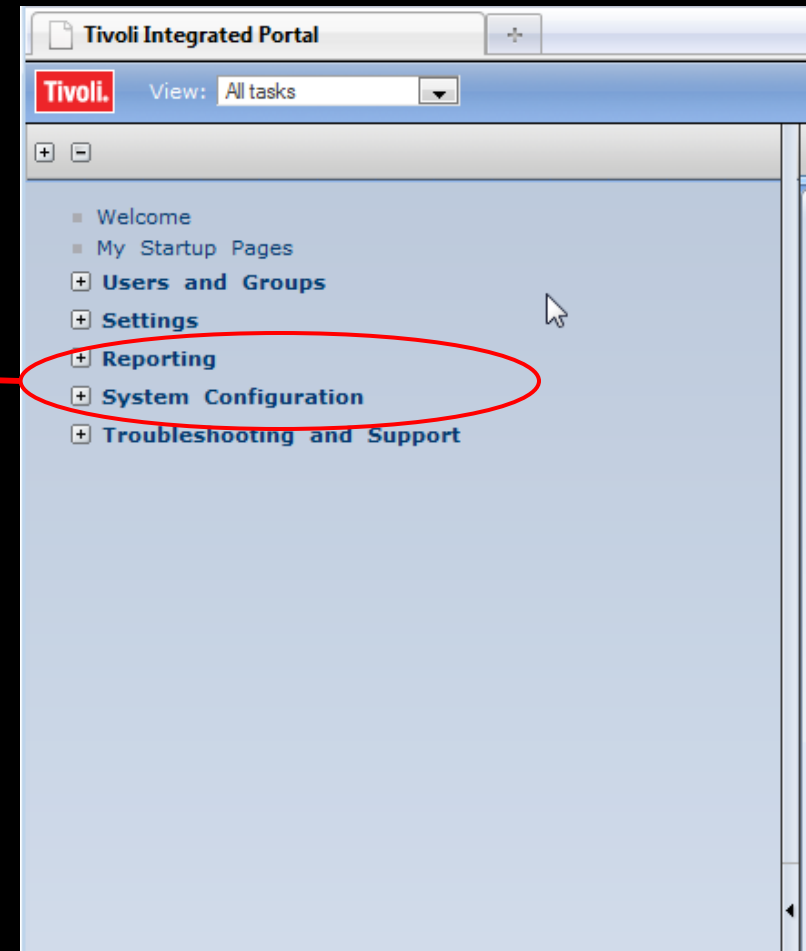 Tivoli Integrated Portal
Tivoli. View: All tasks
Welcome
My Startup Pages
Users and Groups
Settings
Reporting
System Configuration
Troubleshooting and Support